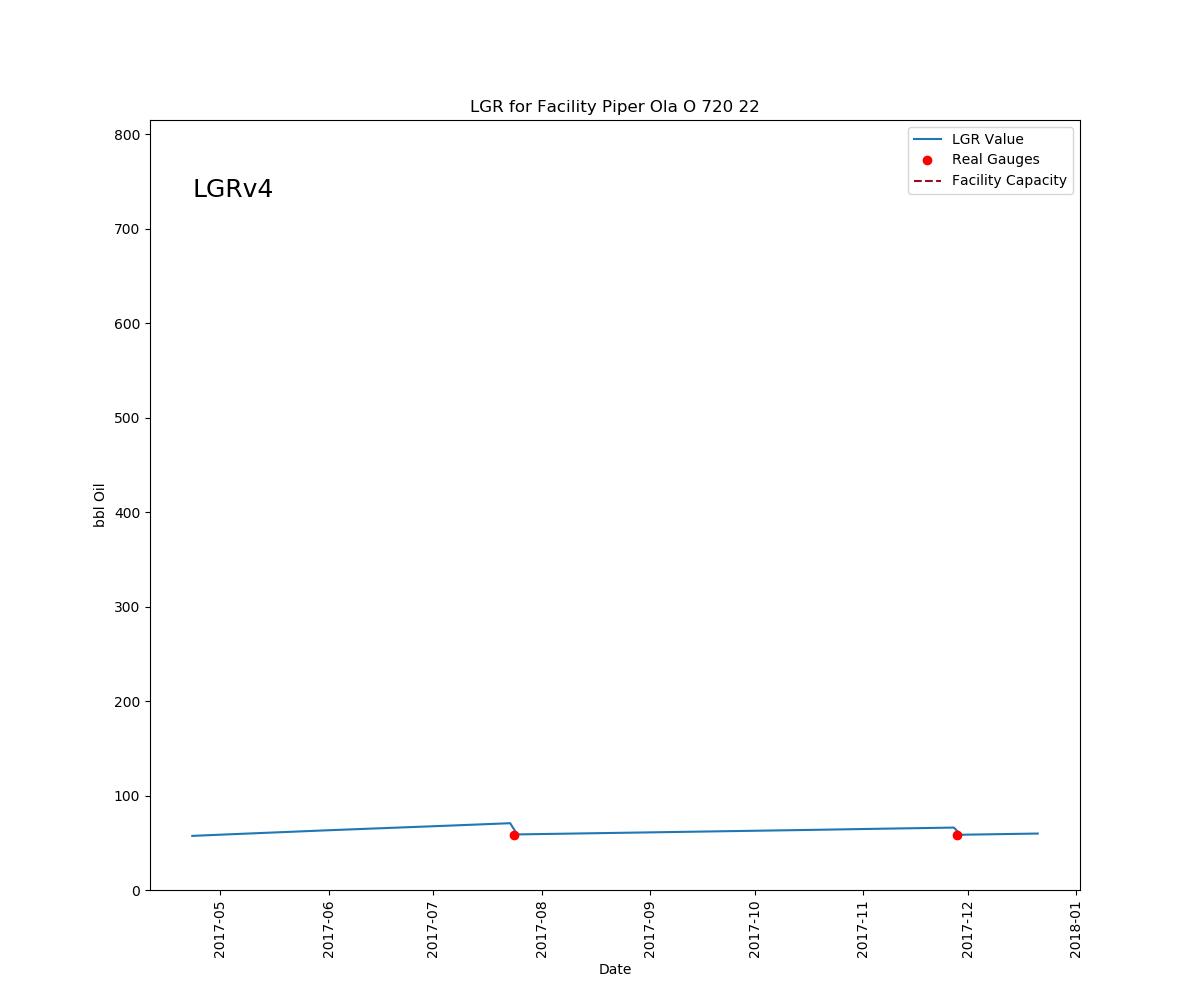 LGR for Facility Piper Ola O 720 22
LGRv4
LGR Value
Real Gauges
Facility Capacity
bbl Oil
800
700
600
500
400
300
200
100
0
2017-05
2017-06
2017-07
2017-08
2017-09
2017-10
2017-11
2017-12
2018-01
Date